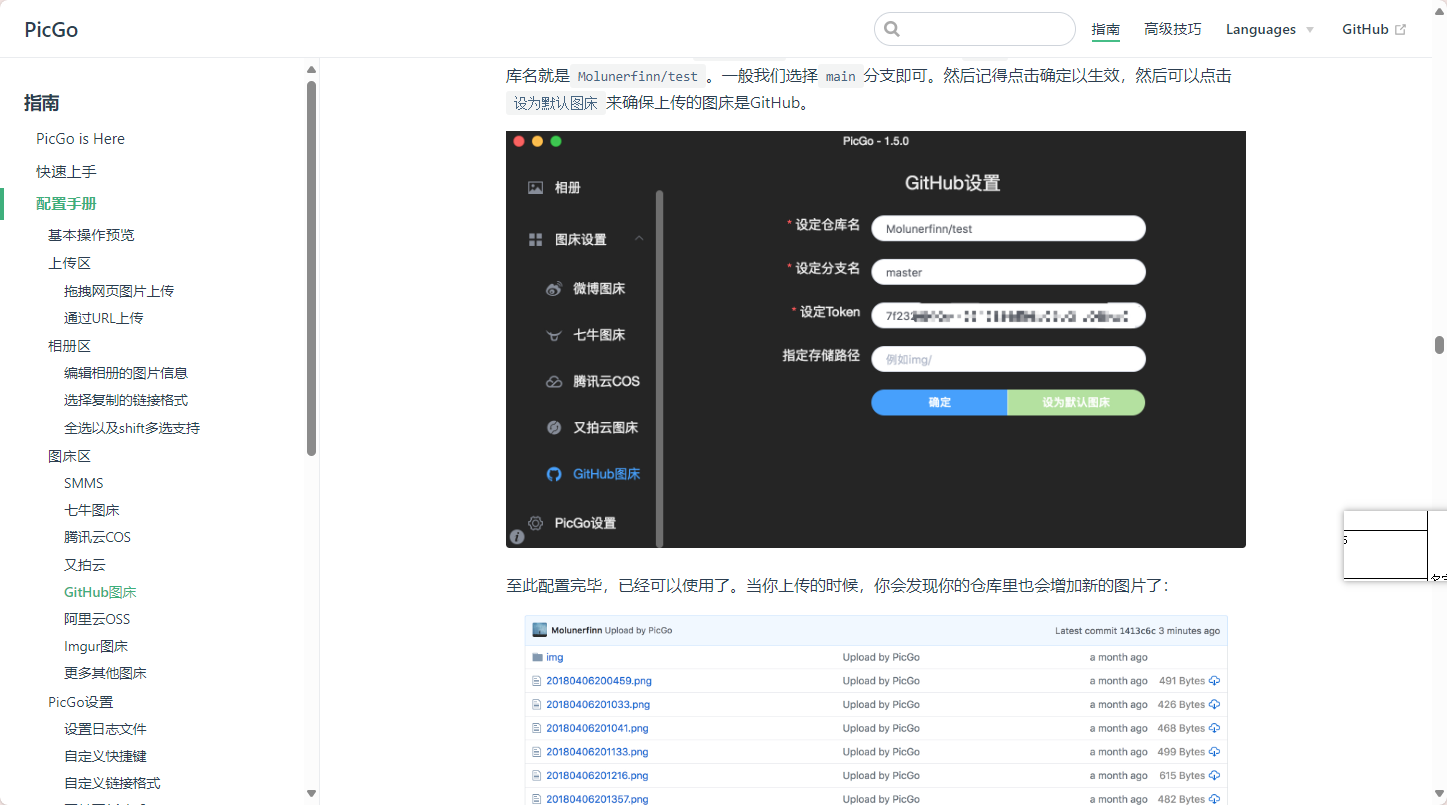 PicGo
指南
高级技巧
Languages
GitHub
指南
PicGo is Here
快速上手
配置手册
基本操作预览
上传区
拖拽网页图片上传
通过URL上传
相册区
编辑相册的图片信息
选择复制的链接格式
全选以及shift多选支持
图床区
SMMS
七牛图床
腾讯云COS
又拍云
GitHub图床
阿里云OSS
Imgur图床
更多其他图床
PicGo设置
设置日志文件
自定义快捷键
自定义链接格式
库名就是 Molunerfinn/test 。一般我们选择 main 分支即可。然后记得点击确定以生效，然后可以点击
设为默认图床 来确保上传的图床是GitHub。
PicGo - 1.5.0
相册
图床设置
微博图床
七牛图床
腾讯云COS
又拍云图床
GitHub图床
PicGo设置
GitHub设置
* 设定仓库名 Molunerfinn/test
* 设定分支名 master
* 设定Token 7f232
指定存储路径 例如img/
确定 设为默认图床
至此配置完毕，已经可以使用了。当你上传的时候，你会发现你的仓库里也会增加新的图片了：
Molunerfinn Upload by PicGo Latest commit 1413c6c 3 minutes ago
img Upload by PicGo a month ago
20180406200459.png Upload by PicGo a month ago 491 Bytes
20180406201033.png Upload by PicGo a month ago 426 Bytes
20180406201041.png Upload by PicGo a month ago 468 Bytes
20180406201133.png Upload by PicGo a month ago 499 Bytes
20180406201216.png Upload by PicGo a month ago 615 Bytes
20180406201357.png Upload by PicGo a month ago 482 Bytes